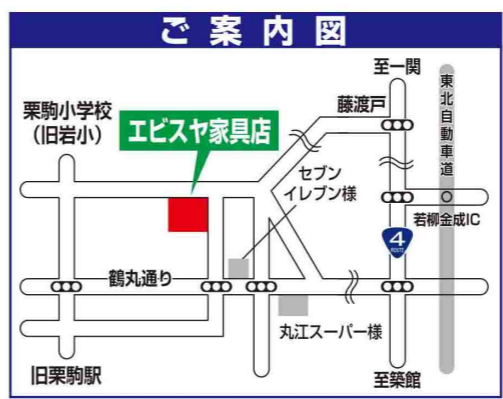 ご案内図
至一関
藤渡戸
東北自動車道
栗駒小学校
（旧岩小）
エビスヤ家具店
セブン
イレブン様
若柳金成IC
4
ROUTE
鶴丸通り
丸江スーパー様
旧栗駒駅
至築館